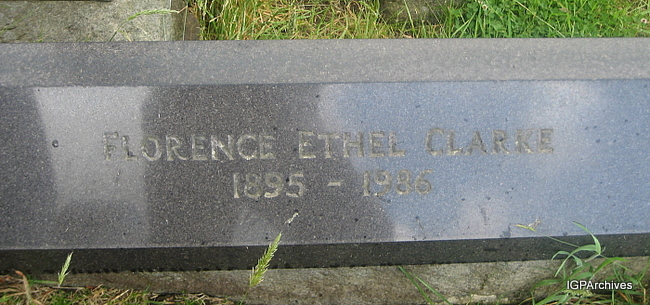 FLORENCE ETHEL CLARKE
1895 - 1986
IGPArchives